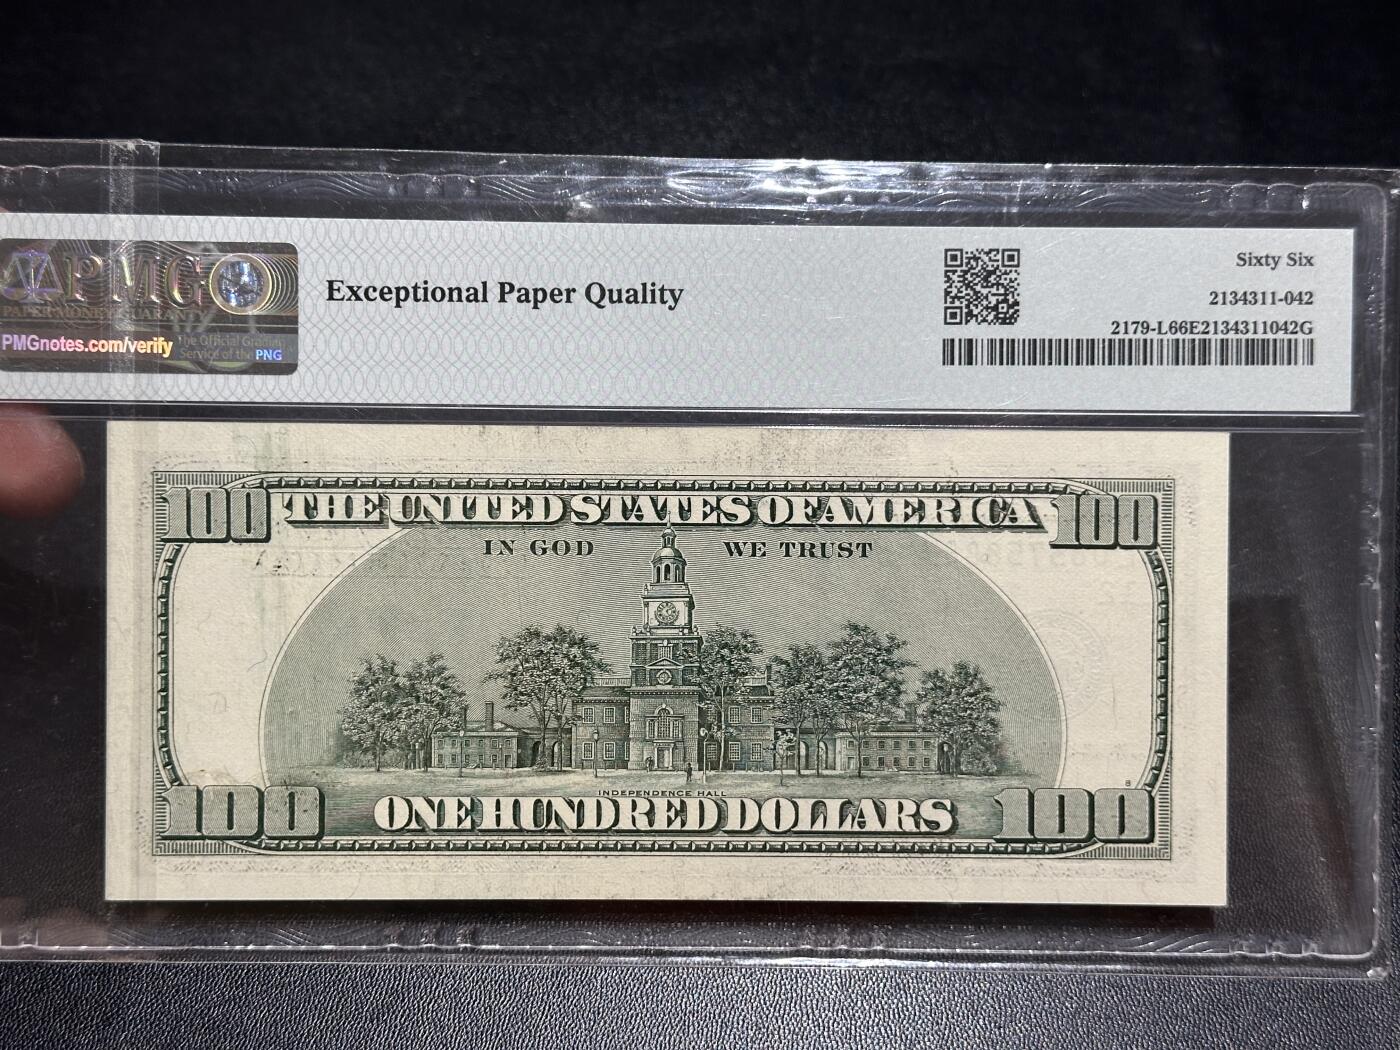 PMG
PAPER MONEY GUARANTY
PMGnotes.com/verify
The Official Grading
Service of the PNG
Exceptional Paper Quality
Sixty Six
2134311-042
2179-L66E2134311042G
100 THE UNITED STATES OF AMERICA 100
IN GOD WE TRUST
INDEPENDENCE HALL
8
100 ONE HUNDRED DOLLARS 100